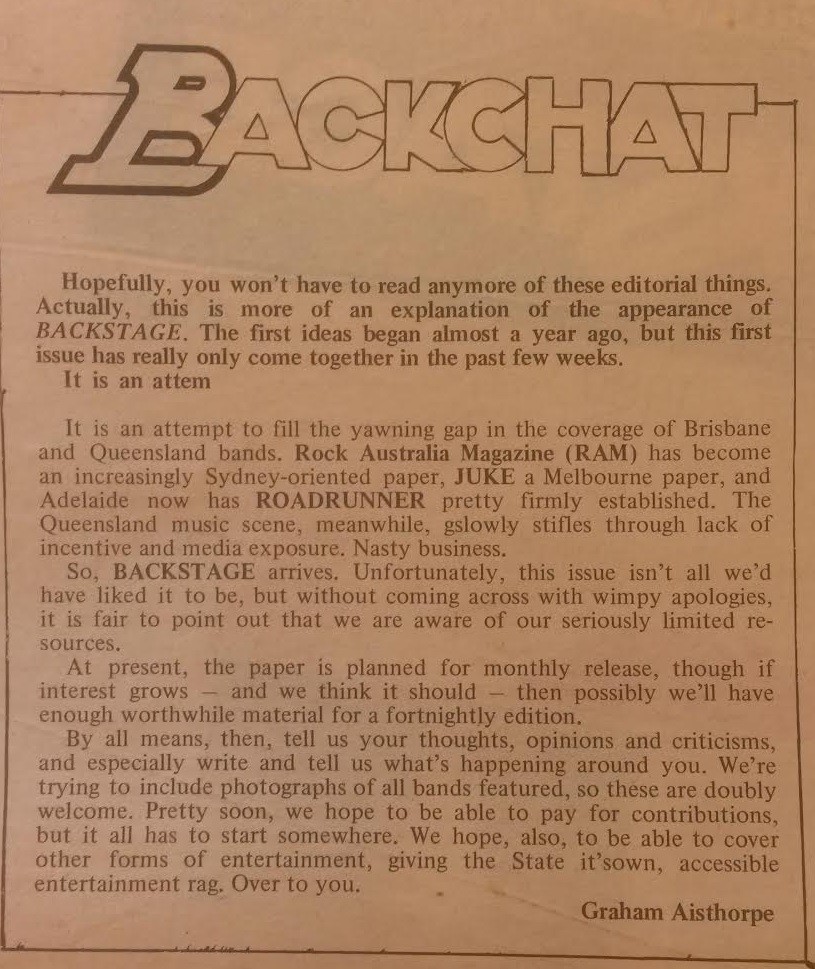 BACKCHAT
Hopefully, you won't have to read anymore of these editorial things.
Actually, this is more of an explanation of the appearance of
BACKSTAGE. The first ideas began almost a year ago, but this first
issue has really only come together in the past few weeks.
It is an attem
It is an attempt to fill the yawning gap in the coverage of Brisbane
and Queensland bands. Rock Australia Magazine (RAM) has become
an increasingly Sydney-oriented paper, JUKE a Melbourne paper, and
Adelaide now has ROADRUNNER pretty firmly established. The
Queensland music scene, meanwhile, gslowly stifles through lack of
incentive and media exposure. Nasty business.
So, BACKSTAGE arrives. Unfortunately, this issue isn't all we'd
have liked it to be, but without coming across with wimpy apologies,
it is fair to point out that we are aware of our seriously limited re-
sources.
At present, the paper is planned for monthly release, though if
interest grows — and we think it should — then possibly we'll have
enough worthwhile material for a fortnightly edition.
By all means, then, tell us your thoughts, opinions and criticisms,
and especially write and tell us what's happening around you. We're
trying to include photographs of all bands featured, so these are doubly
welcome. Pretty soon, we hope to be able to pay for contributions,
but it all has to start somewhere. We hope, also, to be able to cover
other forms of entertainment, giving the State it'sown, accessible
entertainment rag. Over to you.
Graham Aisthorpe